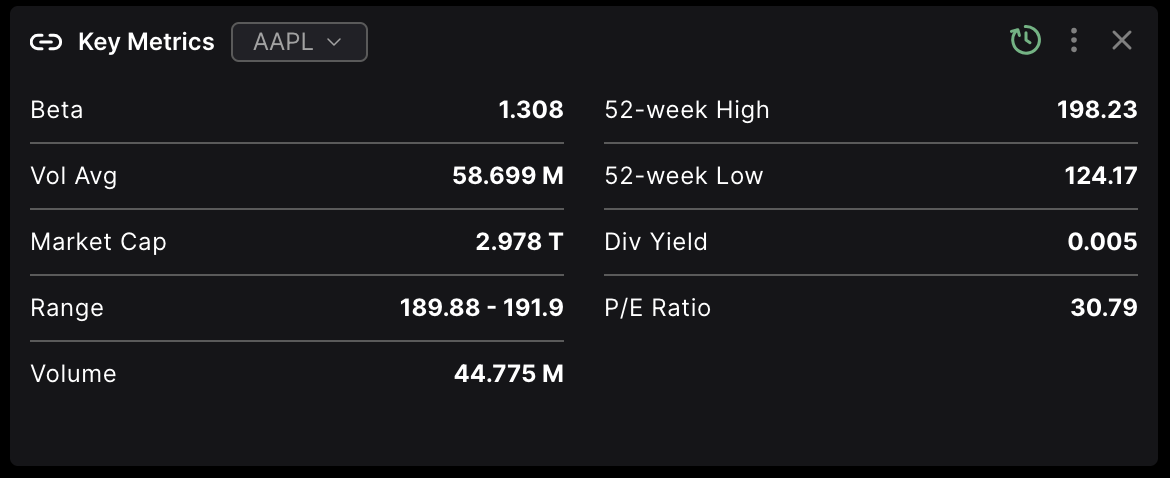 Key Metrics AAPL
Beta 1.308
Vol Avg 58.699 M
Market Cap 2.978 T
Range 189.88 - 191.9
Volume 44.775 M
52-week High 198.23
52-week Low 124.17
Div Yield 0.005
P/E Ratio 30.79